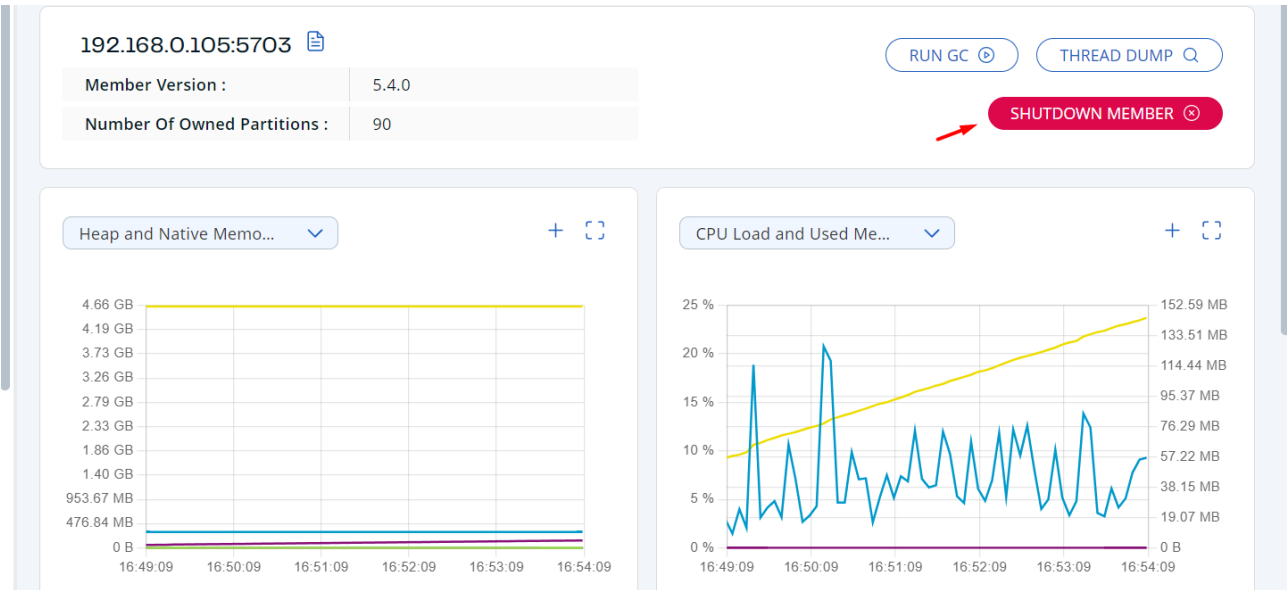 192.168.0.105:5703
RUN GC
THREAD DUMP
Member Version : 5.4.0
SHUTDOWN MEMBER
Number Of Owned Partitions : 90
Heap and Native Memo...
4.66 GB
4.19 GB
3.73 GB
3.26 GB
2.79 GB
2.33 GB
1.86 GB
1.40 GB
953.67 MB
476.84 MB
0 B
16:49:09 16:50:09 16:51:09 16:52:09 16:53:09 16:54:09
CPU Load and Used Me...
25 %
20 %
15 %
10 %
5 %
0 %
152.59 MB
133.51 MB
114.44 MB
95.37 MB
76.29 MB
57.22 MB
38.15 MB
19.07 MB
0 B
16:49:09 16:50:09 16:51:09 16:52:09 16:53:09 16:54:09